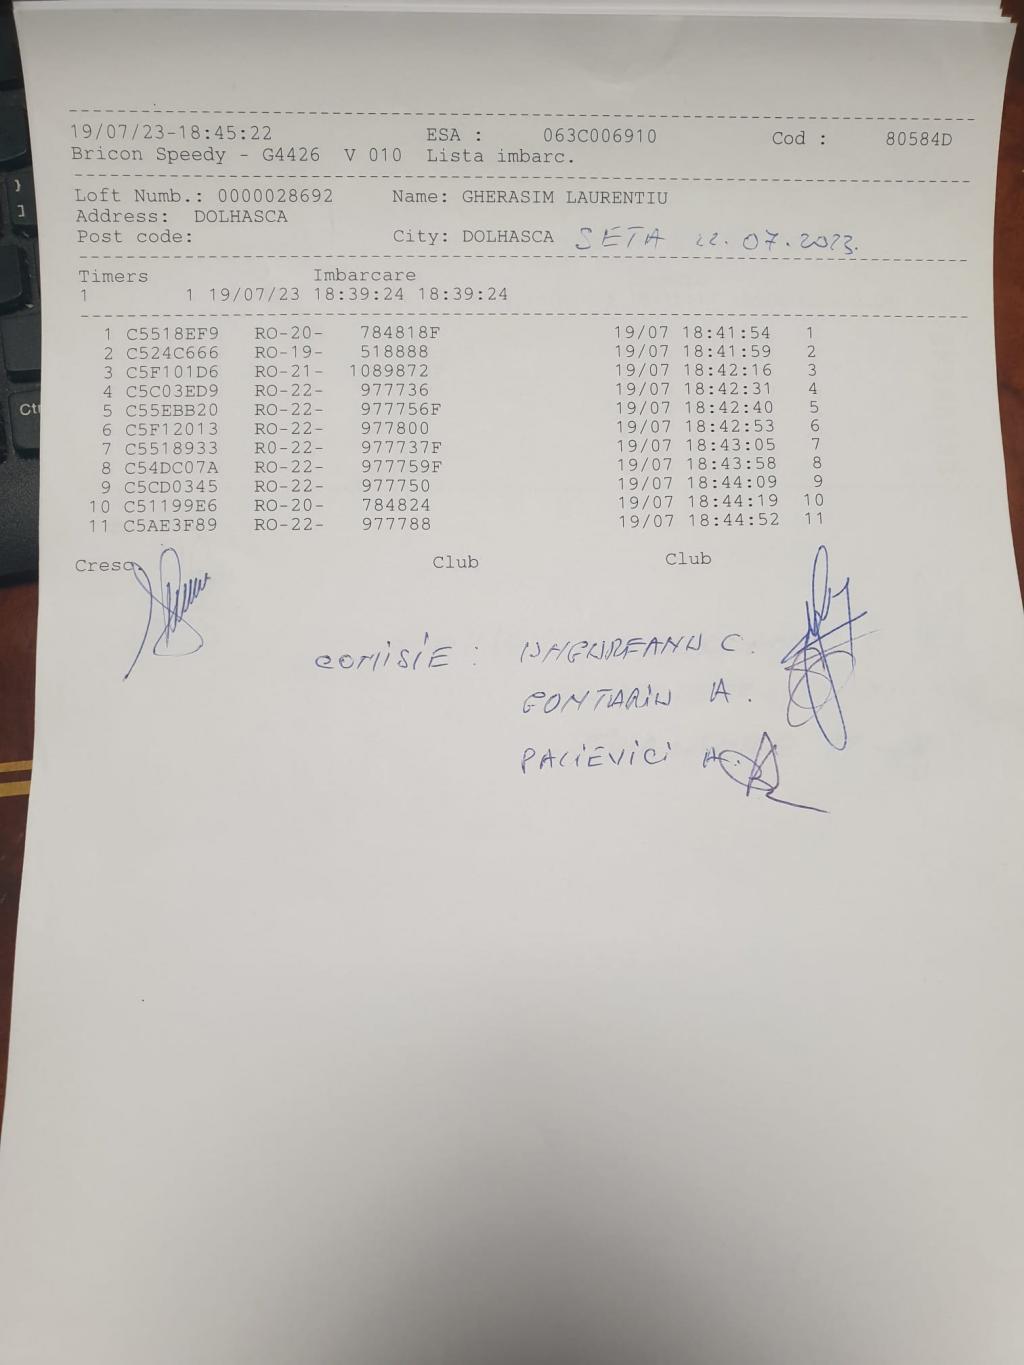 19/07/23-18:45:22 ESA : 063C006910 Cod : 80584D
Bricon Speedy - G4426 V 010 Lista imbarc.
Loft Numb.: 0000028692 Name: GHERASIM LAURENTIU
Address: DOLHASCA
Post code: City: DOLHASCA SETA 22.07.2023.
Timers Imbarcare
1 1 19/07/23 18:39:24 18:39:24
1 C5518EF9 RO-20- 784818F 19/07 18:41:54 1
2 C524C666 RO-19- 518888 19/07 18:41:59 2
3 C5F101D6 RO-21- 1089872 19/07 18:42:16 3
4 C5C03ED9 RO-22- 977736 19/07 18:42:31 4
5 C55EBB20 RO-22- 977756F 19/07 18:42:40 5
6 C5F12013 RO-22- 977800 19/07 18:42:53 6
7 C5518933 R0-22- 977737F 19/07 18:43:05 7
8 C54DC07A RO-22- 977759F 19/07 18:43:58 8
9 C5CD0345 RO-22- 977750 19/07 18:44:09 9
10 C51199E6 RO-20- 784824 19/07 18:44:19 10
11 C5AE3F89 RO-22- 977788 19/07 18:44:52 11
Cresc Club Club
COMISIE : UNGUREANU C.
CONTARIU A.
PACIEVICI A.